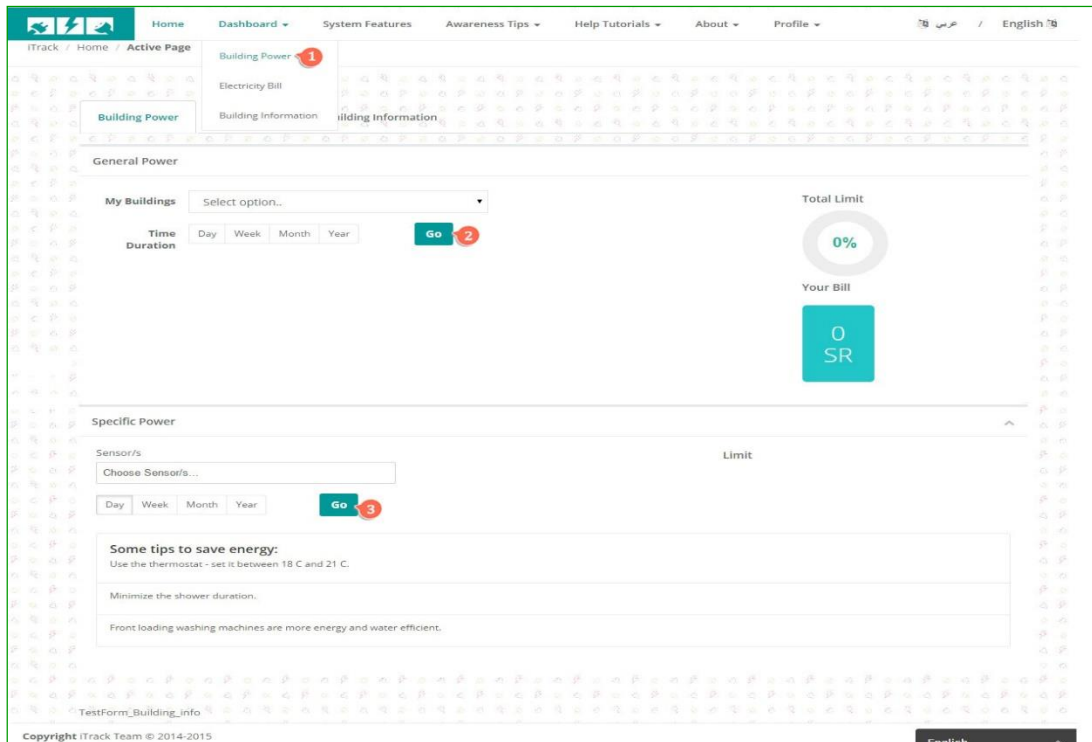 Home Dashboard System Features Awareness Tips Help Tutorials About Profile عربي / English
iTrack / Home / Active Page
Building Power 1
Electricity Bill
Building Information
Building Power ilding Information
General Power
My Buildings Select option.. Total Limit
Time Duration Day Week Month Year Go 2
0%
Your Bill
0
SR
Specific Power
Sensor/s Limit
Choose Sensor/s...
Day Week Month Year Go 3
Some tips to save energy:
Use the thermostat - set it between 18 C and 21 C.
Minimize the shower duration.
Front loading washing machines are more energy and water efficient.
TestForm_Building_info
Copyright iTrack Team © 2014-2015 English